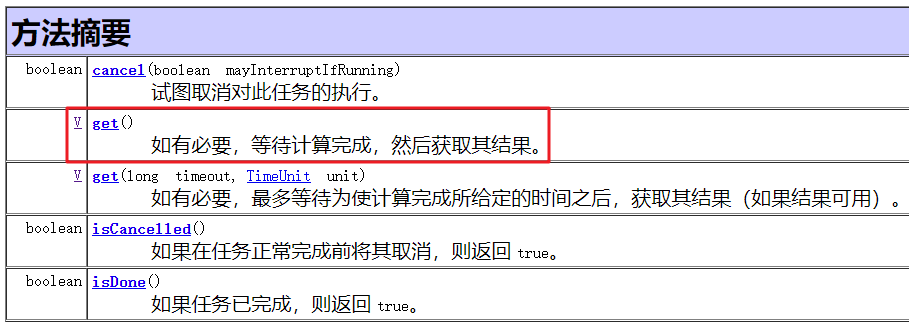 方法摘要
boolean cancel(boolean mayInterruptIfRunning)
试图取消对此任务的执行。
V get()
如有必要，等待计算完成，然后获取其结果。
V get(long timeout, TimeUnit unit)
如有必要，最多等待为使计算完成所给定的时间之后，获取其结果（如果结果可用）。
boolean isCancelled()
如果在任务正常完成前将其取消，则返回 true。
boolean isDone()
如果任务已完成，则返回 true。